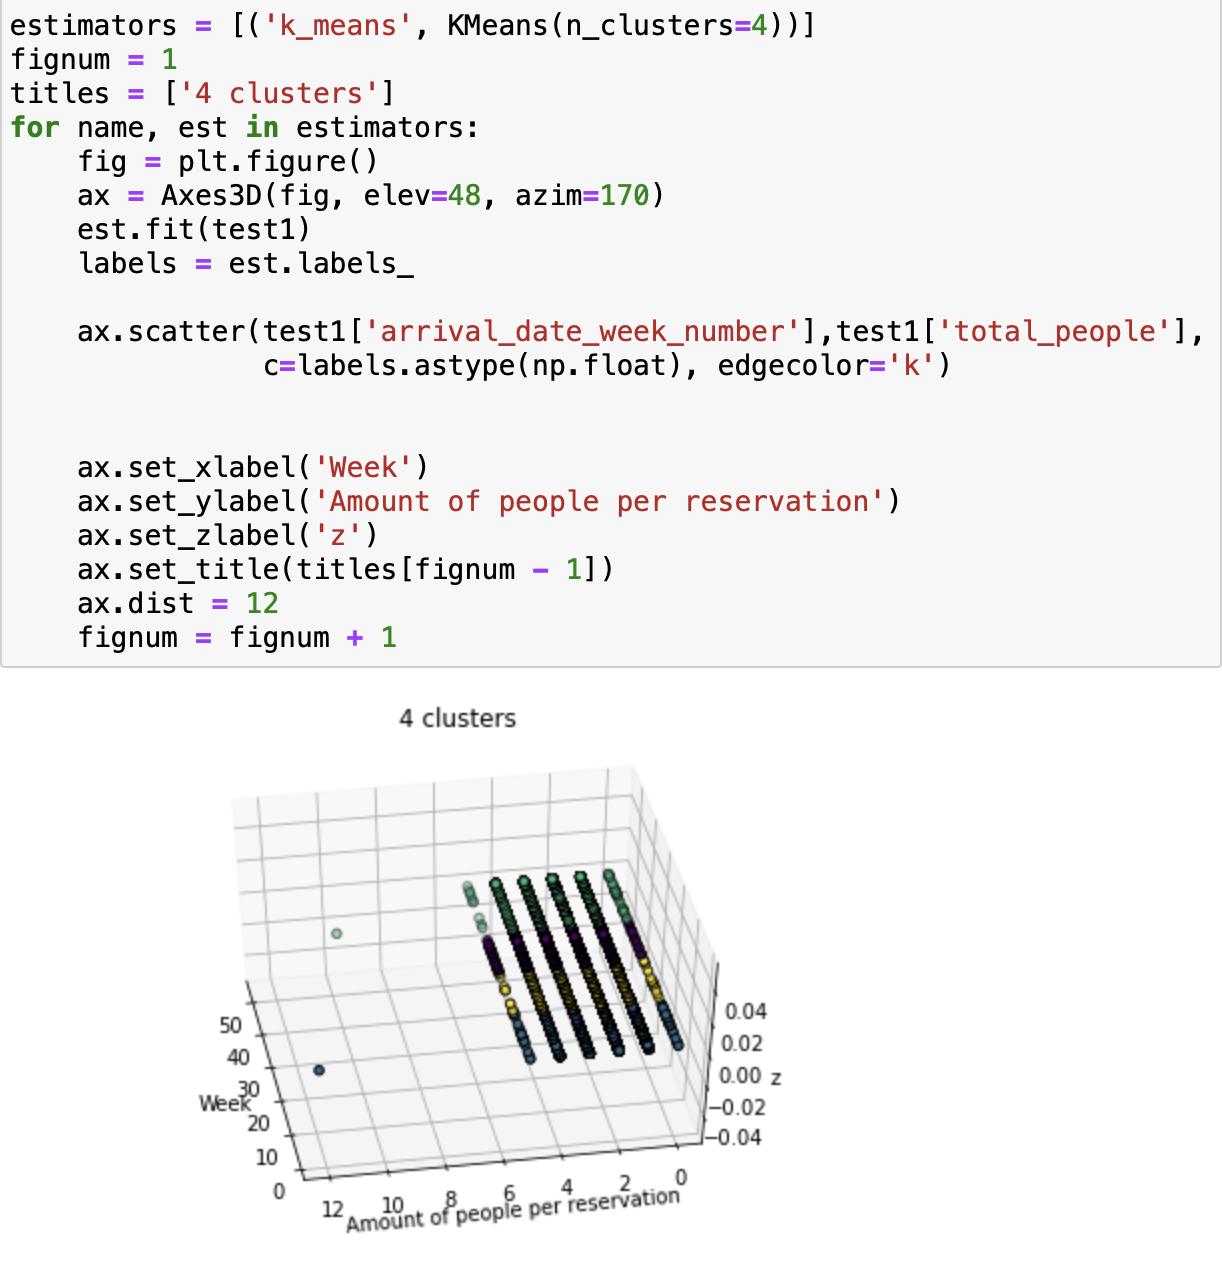 estimators = [('k_means', KMeans(n_clusters=4))]
fignum = 1
titles = ['4 clusters']
for name, est in estimators:
    fig = plt.figure()
    ax = Axes3D(fig, elev=48, azim=170)
    est.fit(test1)
    labels = est.labels_
    ax.scatter(test1['arrival_date_week_number'],test1['total_people'],
               c=labels.astype(np.float), edgecolor='k')
    ax.set_xlabel('Week')
    ax.set_ylabel('Amount of people per reservation')
    ax.set_zlabel('z')
    ax.set_title(titles[fignum - 1])
    ax.dist = 12
    fignum = fignum + 1
4 clusters
50
40
30
20
10
0
Week
12 10 8 6 4 2 0
Amount of people per reservation
0.04
0.02
0.00 z
−0.02
−0.04